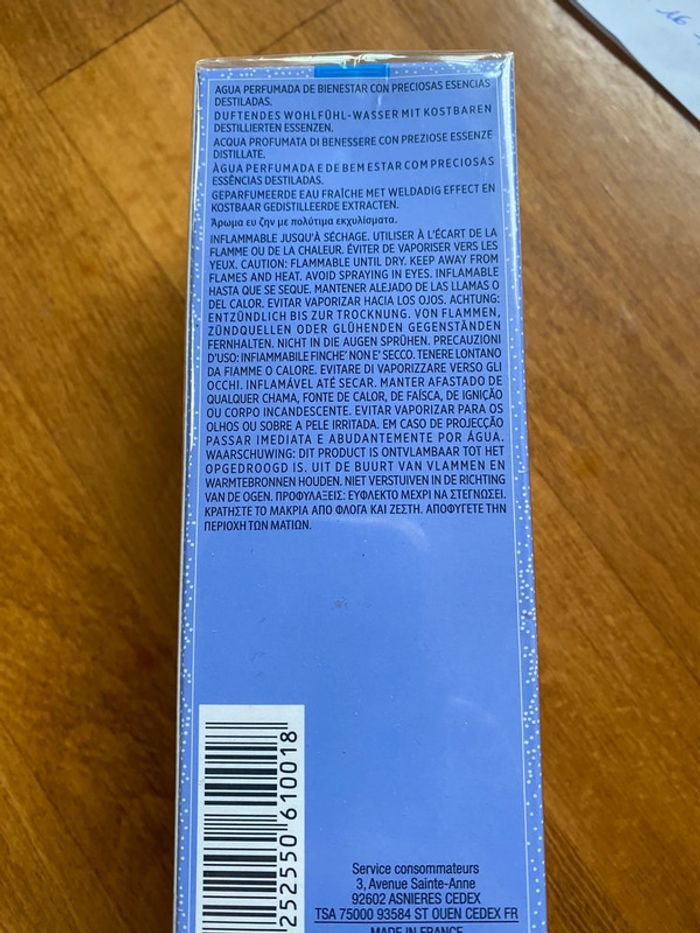 AGUA PERFUMADA DE BIENESTAR CON PRECIOSAS ESENCIAS
DESTILADAS.
DUFTENDES WOHLFÜHL-WASSER MIT KOSTBAREN
DESTILLIERTEN ESSENZEN.
ACQUA PROFUMATA DI BENESSERE CON PREZIOSE ESSENZE
DISTILLATE.
ÀGUA PERFUMADA E DE BEM ESTAR COM PRECIOSAS
ESSÊNCIAS DESTILADAS.
GEPARFUMEERDE EAU FRAÎCHE MET WELDADIG EFFECT EN
KOSTBAAR GEDISTILLEERDE EXTRACTEN.
Άρωμα ευ ζην με πολύτιμα εκχυλίσματα.
INFLAMMABLE JUSQU'À SÉCHAGE. UTILISER À L'ÉCART DE LA
FLAMME OU DE LA CHALEUR. ÉVITER DE VAPORISER VERS LES
YEUX. CAUTION: FLAMMABLE UNTIL DRY. KEEP AWAY FROM
FLAMES AND HEAT. AVOID SPRAYING IN EYES. INFLAMABLE
HASTA QUE SE SEQUE. MANTENER ALEJADO DE LAS LLAMAS O
DEL CALOR. EVITAR VAPORIZAR HACIA LOS OJOS. ACHTUNG:
ENTZÜNDLICH BIS ZUR TROCKNUNG. VON FLAMMEN,
ZÜNDQUELLEN ODER GLÜHENDEN GEGENSTÄNDEN
FERNHALTEN. NICHT IN DIE AUGEN SPRÜHEN. PRECAUZIONI
D'USO: INFIAMMABILE FINCHE' NON E' SECCO. TENERE LONTANO
DA FIAMME O CALORE. EVITARE DI VAPORIZZARE VERSO GLI
OCCHI. INFLAMÁVEL ATÉ SECAR. MANTER AFASTADO DE
QUALQUER CHAMA, FONTE DE CALOR, DE FAÍSCA, DE IGNIÇÃO
OU CORPO INCANDESCENTE. EVITAR VAPORIZAR PARA OS
OLHOS OU SOBRE A PELE IRRITADA. EM CASO DE PROJECÇÃO
PASSAR IMEDIATA E ABUDANTEMENTE POR ÁGUA.
WAARSCHUWING: DIT PRODUCT IS ONTVLAMBAAR TOT HET
OPGEDROOGD IS. UIT DE BUURT VAN VLAMMEN EN
WARMTEBRONNEN HOUDEN. NIET VERSTUIVEN IN DE RICHTING
VAN DE OGEN. ΠΡΟΦΥΛΑΞΕΙΣ: ΕΥΦΛΕΚΤΟ ΜΕΧΡΙ ΝΑ ΣΤΕΓΝΩΣΕΙ.
ΚΡΑΤΗΣΤΕ ΤΟ ΜΑΚΡΙΑ ΑΠΟ ΦΛΟΓΑ ΚΑΙ ΖΕΣΤΗ. ΑΠΟΦΥΓΕΤΕ ΤΗΝ
ΠΕΡΙΟΧΗ ΤΩΝ ΜΑΤΙΩΝ.
252550 610018
Service consommateurs
3, Avenue Sainte-Anne
92602 ASNIERES CEDEX
TSA 75000 93584 ST OUEN CEDEX FR
MADE IN FRANCE